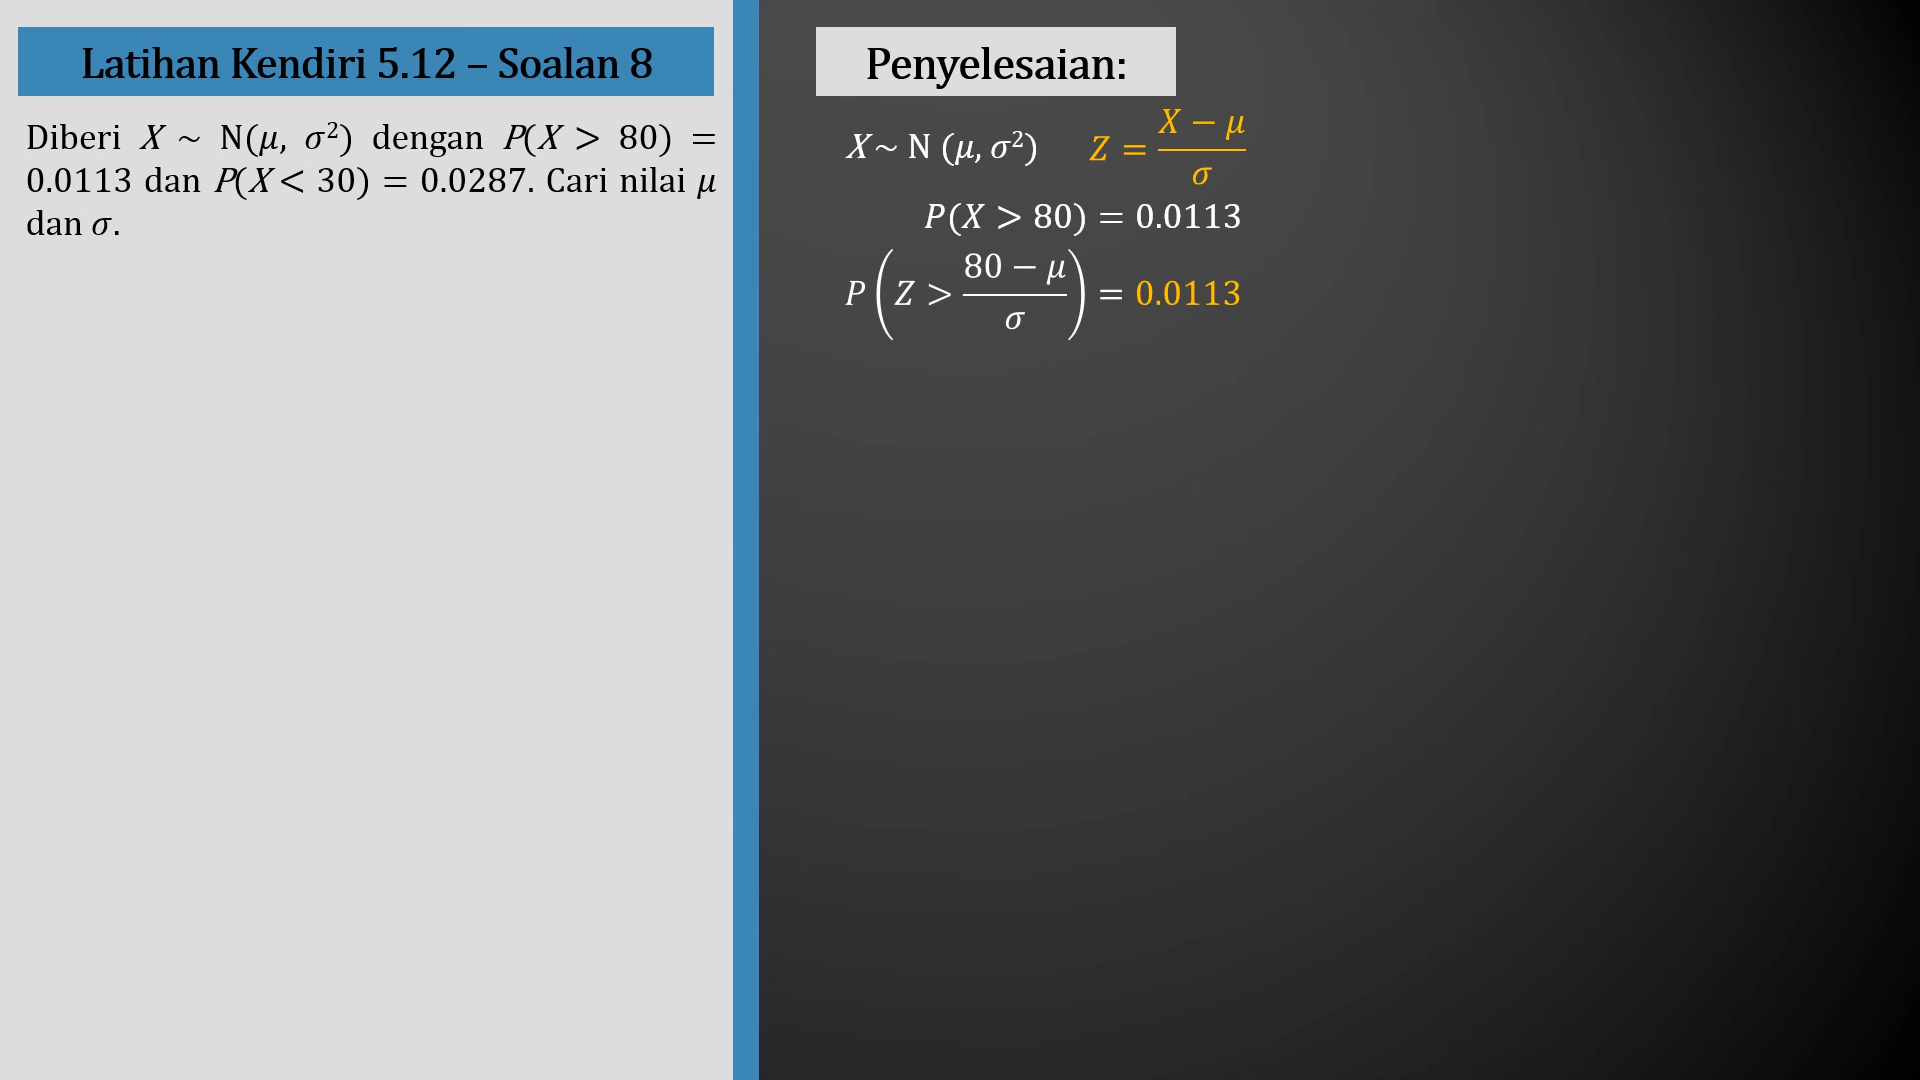 Latihan Kendiri 5.12 – Soalan 8
Diberi X ~ N(μ, σ²) dengan P(X > 80) =
0.0113 dan P(X < 30) = 0.0287. Cari nilai μ
dan σ.
Penyelesaian:
X ~ N (μ, σ²) Z = (X − μ)/σ
P(X > 80) = 0.0113
P(Z > (80 − μ)/σ) = 0.0113